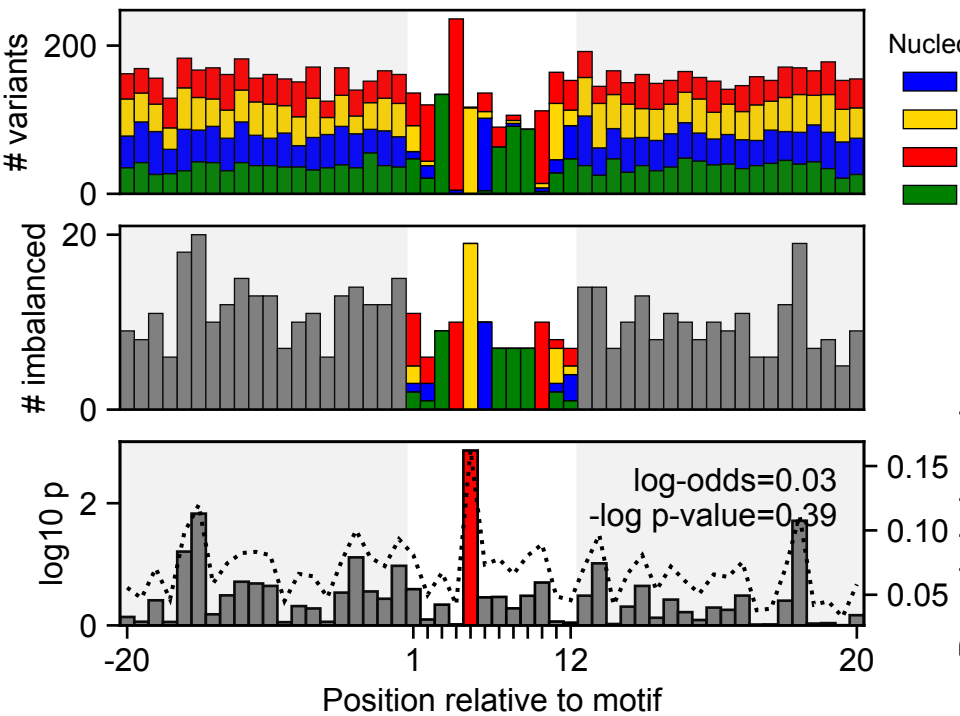 # variants
200
0
# imbalanced
20
0
log10 p
2
0
log-odds=0.03
-log p-value=0.39
0.15
0.10
0.05
-20
1
12
20
Position relative to motif